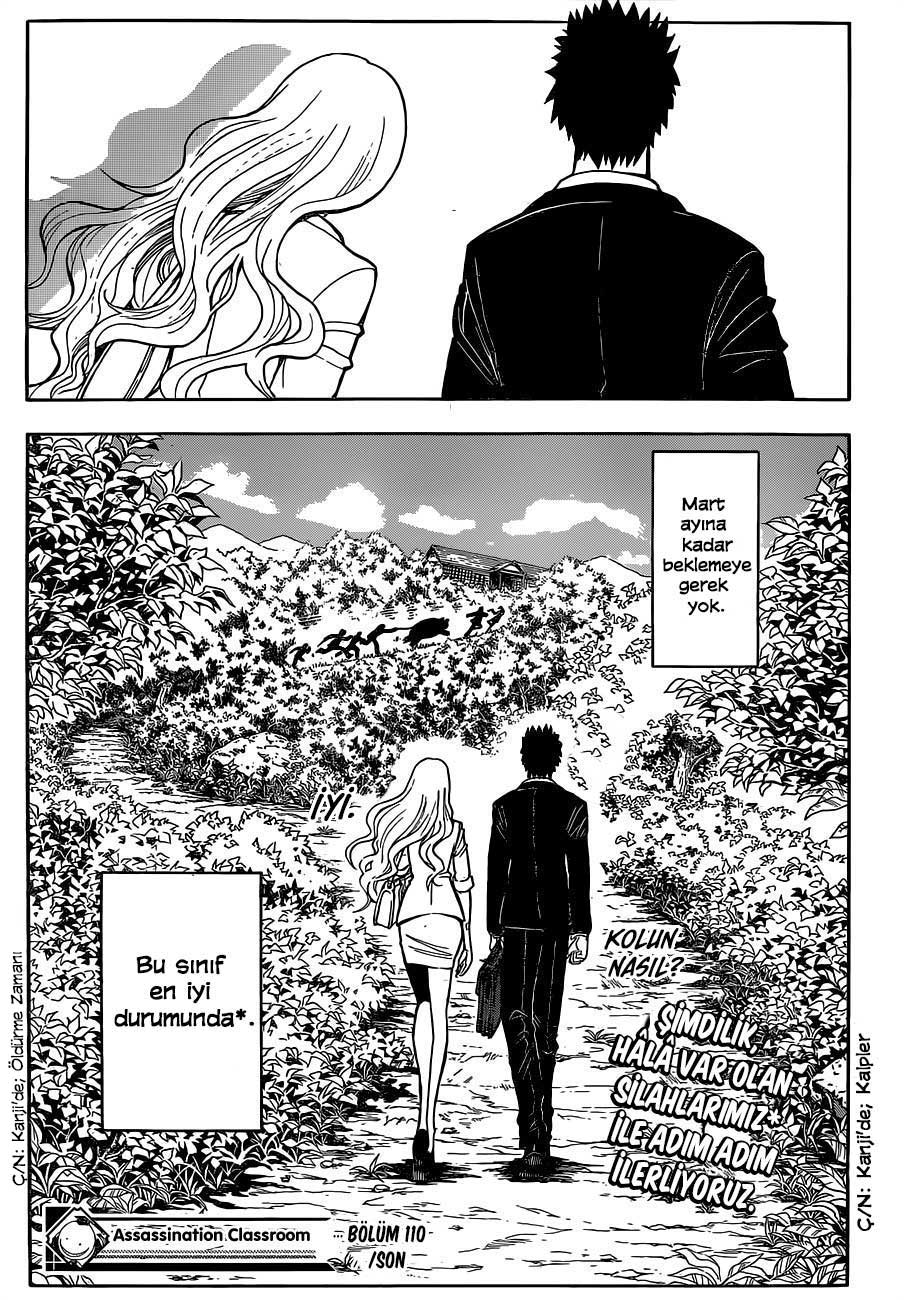 Mart
ayına
kadar
beklemeye
gerek
yok.
İYİ.
KOLUN
NASIL?
Bu sınıf
en iyi
durumunda*.
ŞİMDİLİK
HÂLÂ VAR OLAN
SİLAHLARIMIZ*
İLE ADIM ADIM
İLERLİYORUZ.
Ç/N: Kanji'de; Öldürme Zamanı
Ç/N: Kanji'de; Kalpler
Assassination Classroom
BÖLÜM 110
/SON